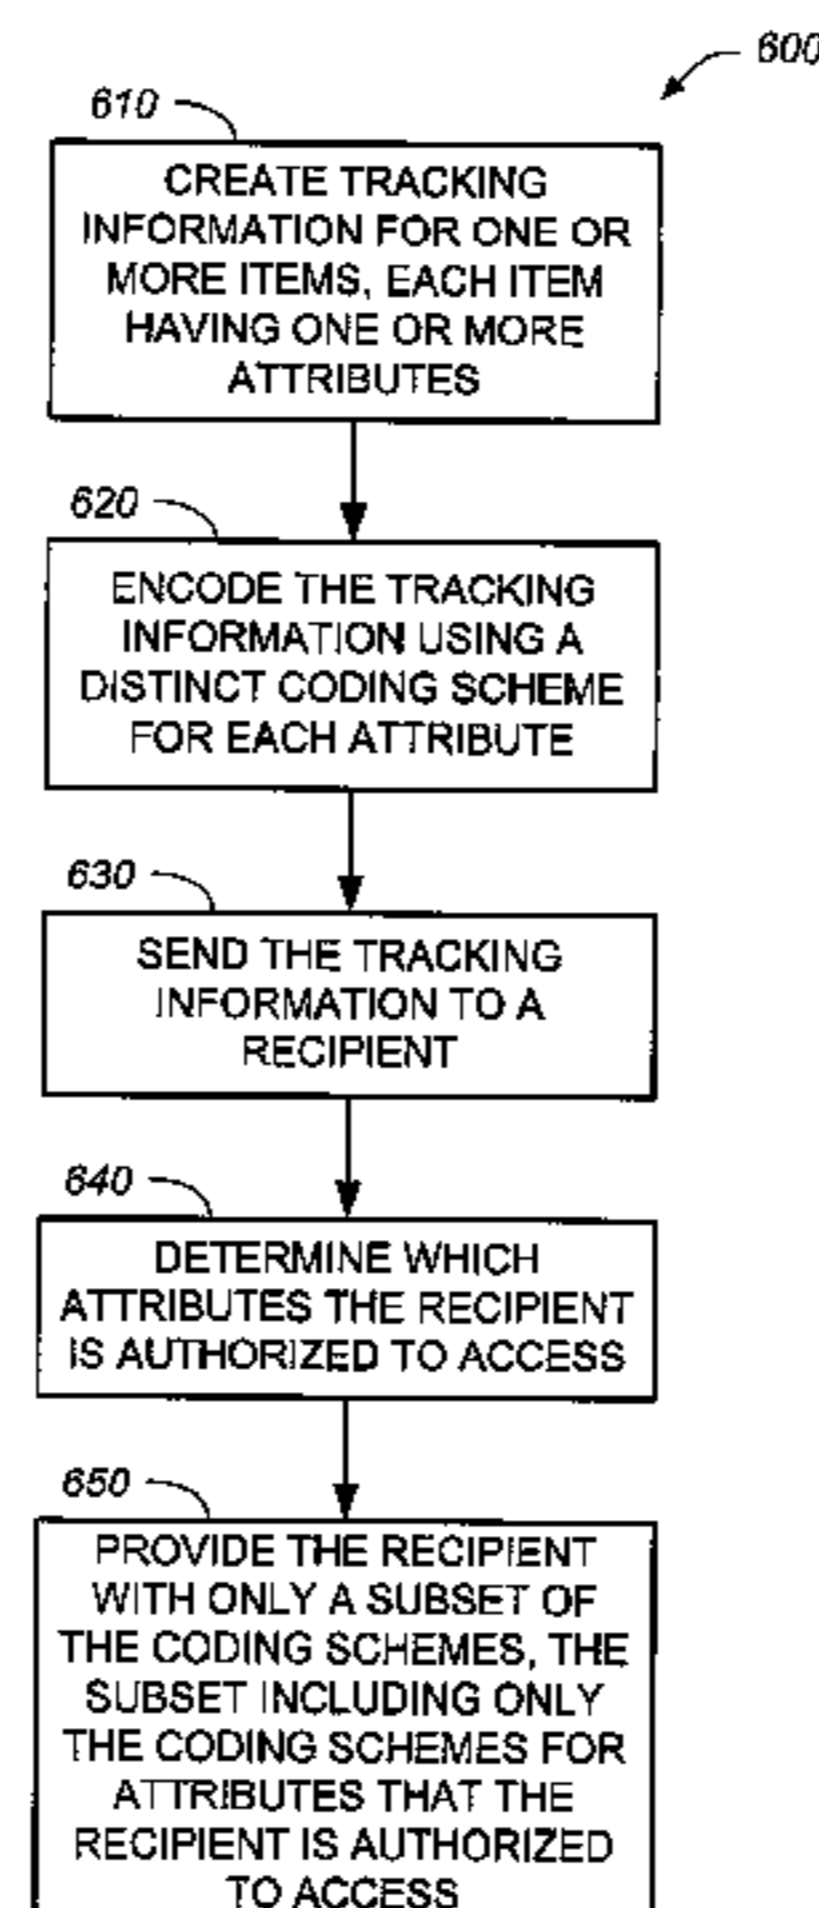 600
610
CREATE TRACKING
INFORMATION FOR ONE OR
MORE ITEMS, EACH ITEM
HAVING ONE OR MORE
ATTRIBUTES
620
ENCODE THE TRACKING
INFORMATION USING A
DISTINCT CODING SCHEME
FOR EACH ATTRIBUTE
630
SEND THE TRACKING
INFORMATION TO A
RECIPIENT
640
DETERMINE WHICH
ATTRIBUTES THE RECIPIENT
IS AUTHORIZED TO ACCESS
650
PROVIDE THE RECIPIENT
WITH ONLY A SUBSET OF
THE CODING SCHEMES, THE
SUBSET INCLUDING ONLY
THE CODING SCHEMES FOR
ATTRIBUTES THAT THE
RECIPIENT IS AUTHORIZED
TO ACCESS